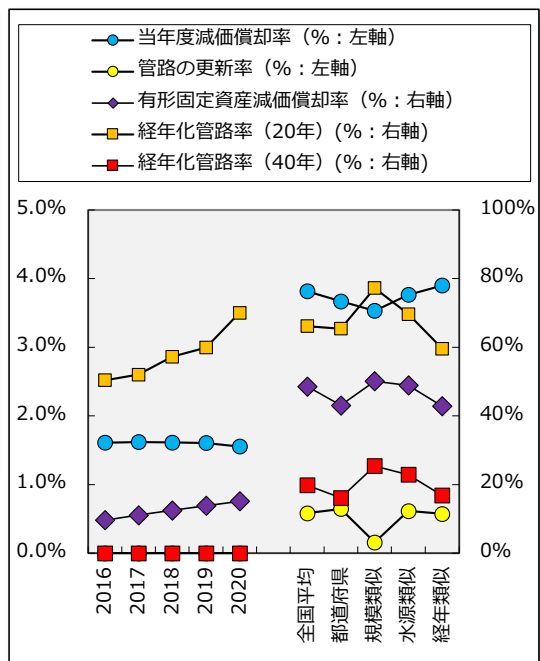 当年度減価償却率（%：左軸）
管路の更新率（%：左軸）
有形固定資産減価償却率（%：右軸）
経年化管路率（20年）(%：右軸)
経年化管路率（40年）(%：右軸)
5.0% 100%
4.0% 80%
3.0% 60%
2.0% 40%
1.0% 20%
0.0% 0%
2016
2017
2018
2019
2020
全国平均
都道府県
規模類似
水源類似
経年類似